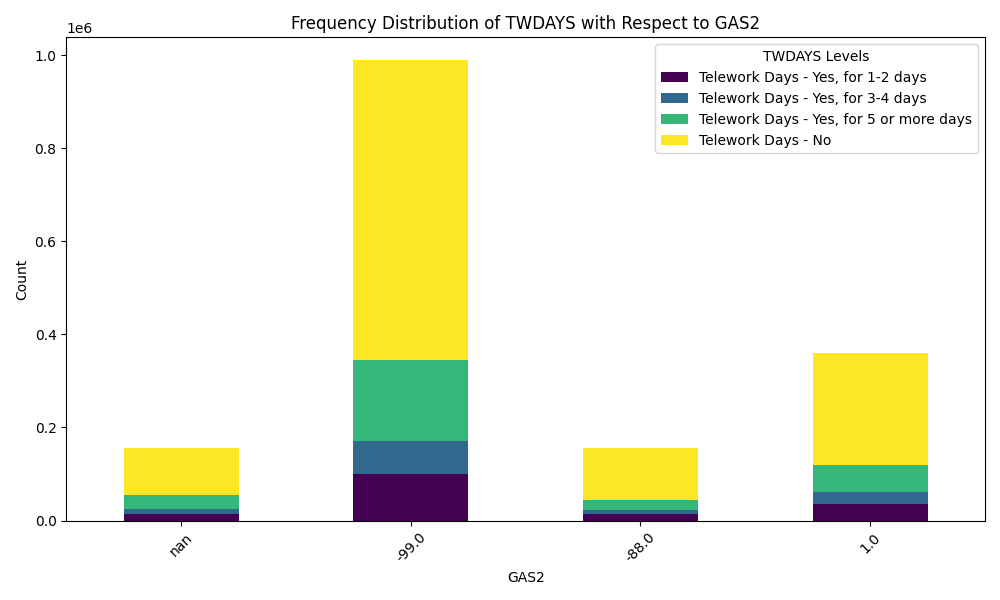 Frequency Distribution of TWDAYS with Respect to GAS2
1e6
TWDAYS Levels
Telework Days - Yes, for 1-2 days
Telework Days - Yes, for 3-4 days
Telework Days - Yes, for 5 or more days
Telework Days - No
1.0
0.8
0.6
0.4
0.2
0.0
Count
nan
-99.0
-88.0
1.0
GAS2